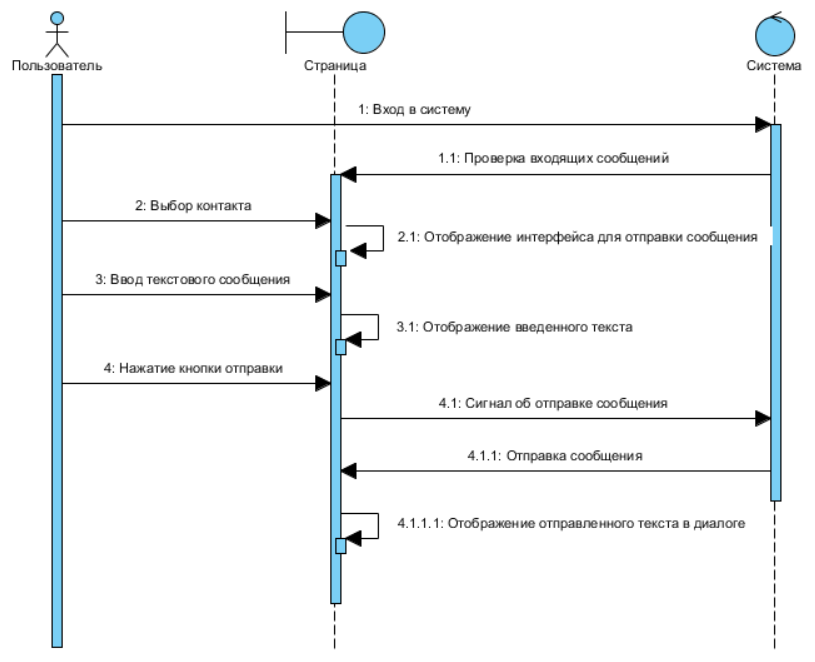 Пользователь
Страница
Система
1: Вход в систему
1.1: Проверка входящих сообщений
2: Выбор контакта
2.1: Отображение интерфейса для отправки сообщения
3: Ввод текстового сообщения
3.1: Отображение введенного текста
4: Нажатие кнопки отправки
4.1: Сигнал об отправке сообщения
4.1.1: Отправка сообщения
4.1.1.1: Отображение отправленного текста в диалоге